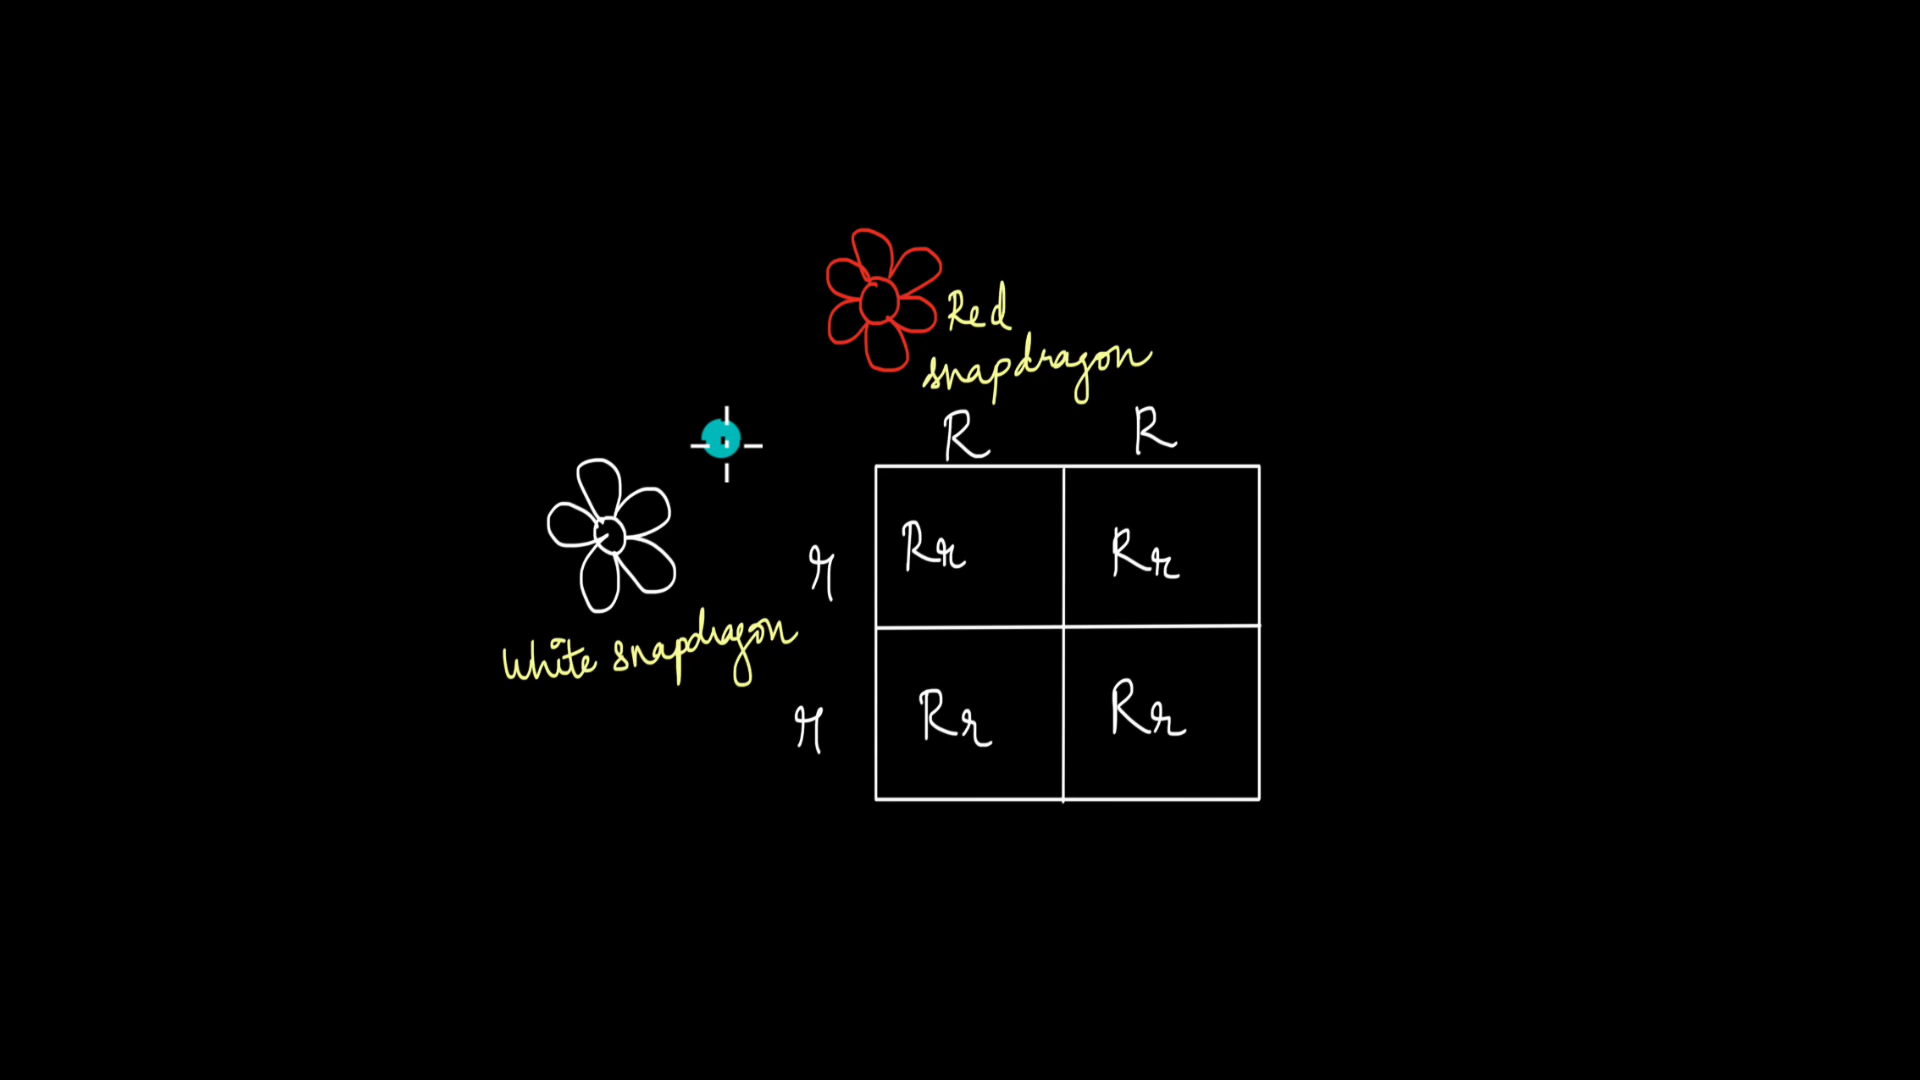 Red
snapdragon
R R
r Rr Rr
White snapdragon
r Rr Rr